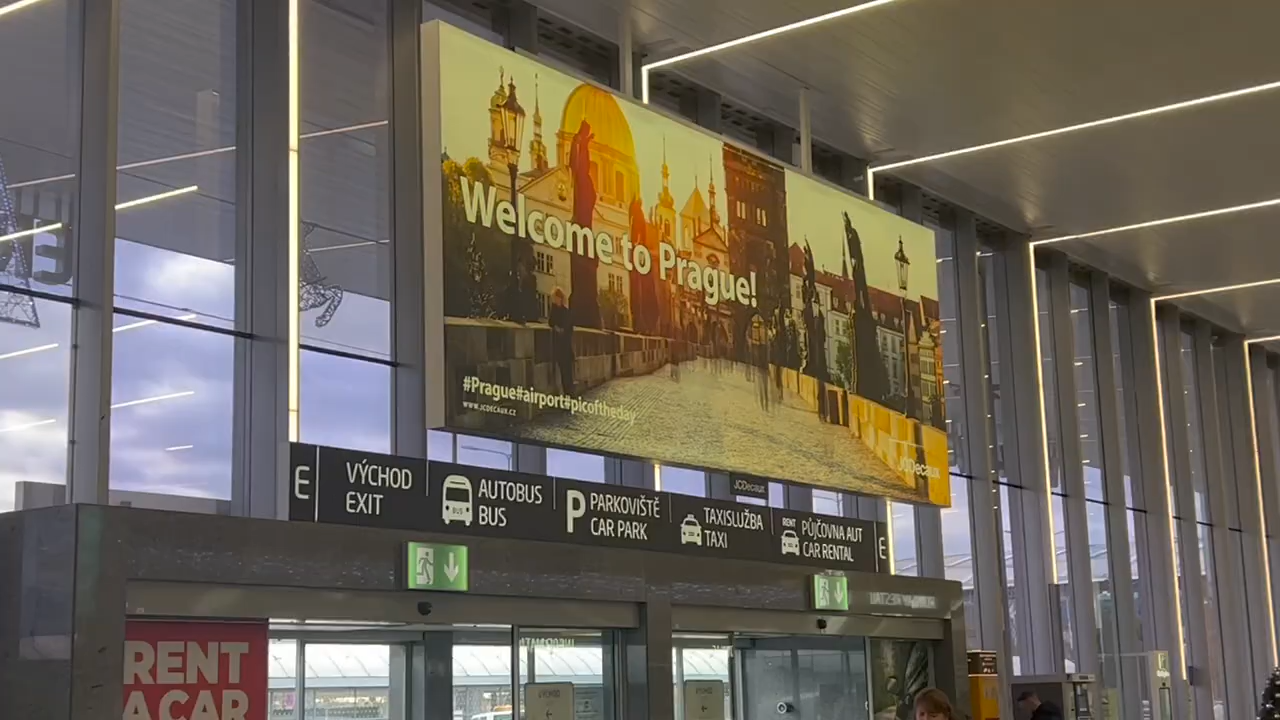 Welcome to Prague!
#Prague#airport#picoftheday
WWW.JCDECAUX.CZ
JCDecaux
JCDecaux
E
VÝCHOD
EXIT
BUS
AUTOBUS
BUS
P
PARKOVIŠTĚ
CAR PARK
TAXISLUŽBA
TAXI
RENT
PŮJČOVNA AUT
CAR RENTAL
E
RENT
A CAR
VÝCHOD